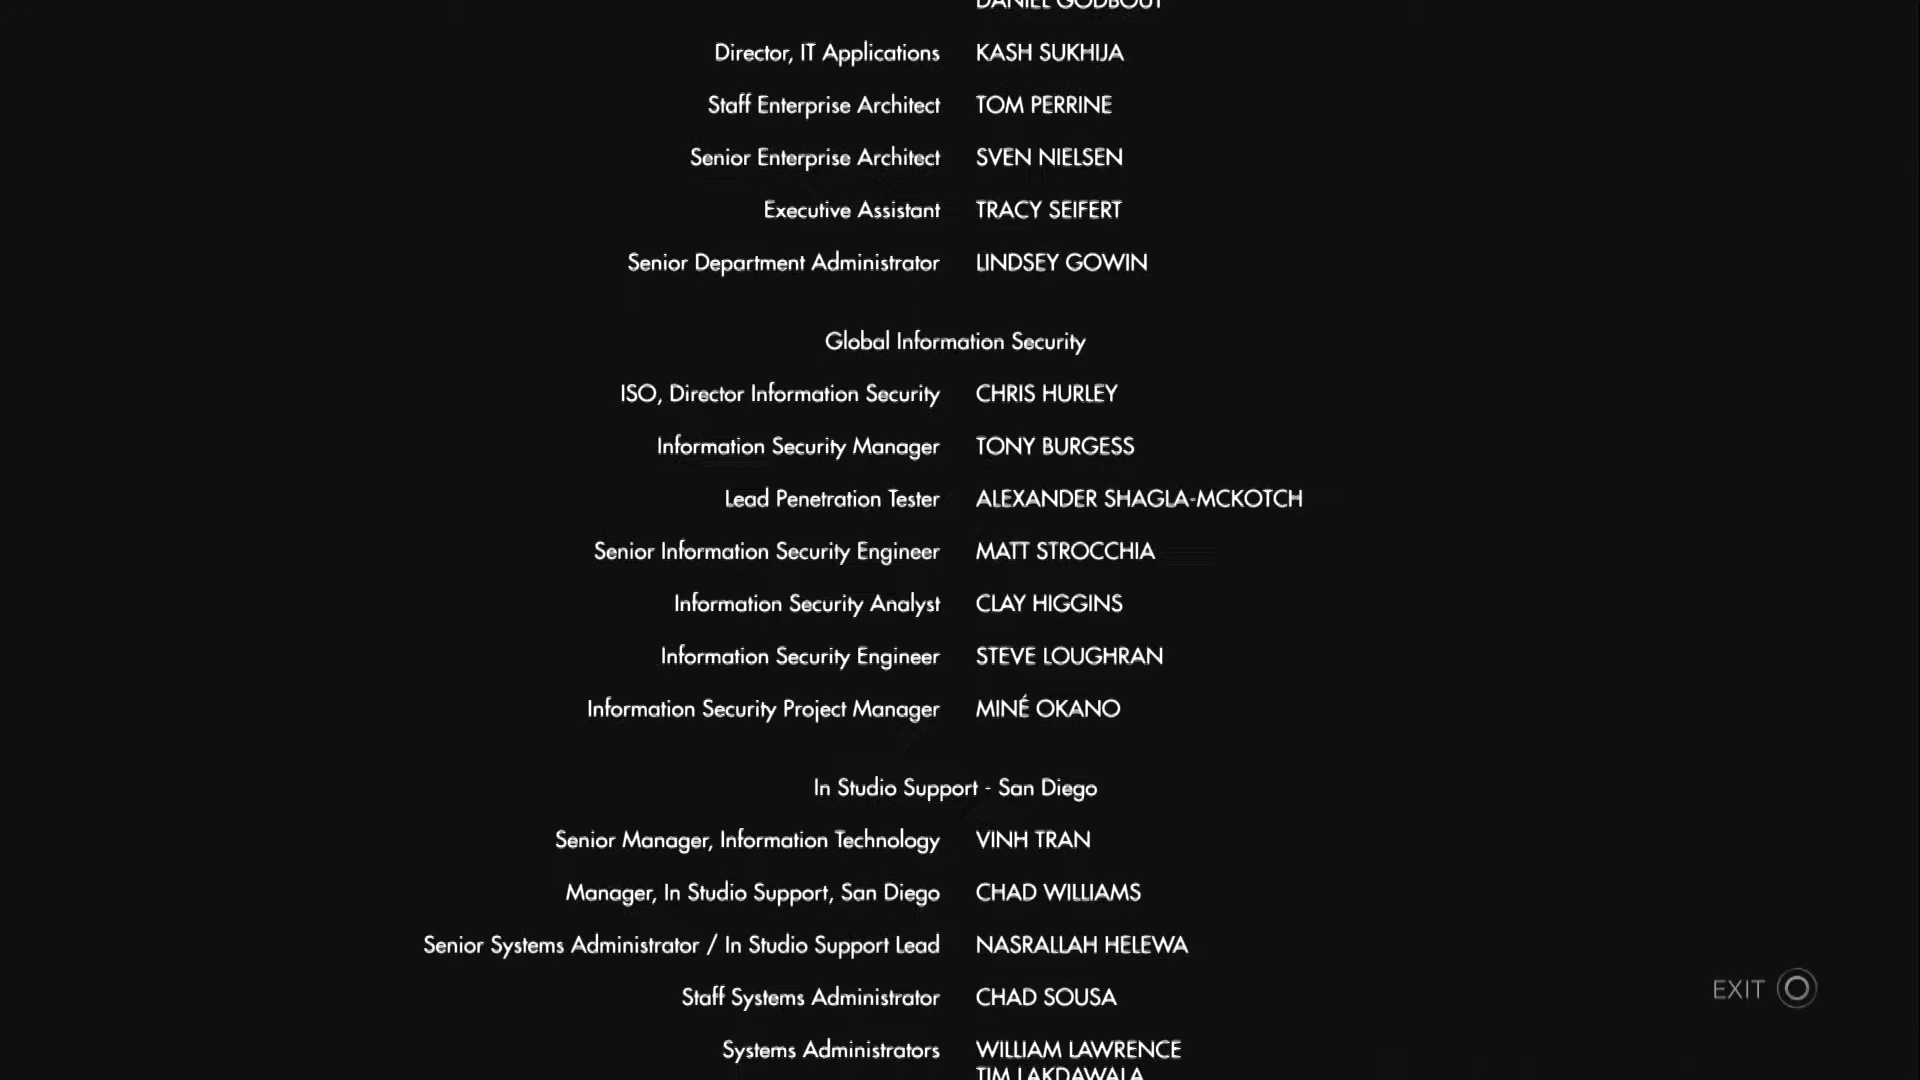 DANIEL GODBOUT
Director, IT Applications KASH SUKHIJA
Staff Enterprise Architect TOM PERRINE
Senior Enterprise Architect SVEN NIELSEN
Executive Assistant TRACY SEIFERT
Senior Department Administrator LINDSEY GOWIN
Global Information Security
ISO, Director Information Security CHRIS HURLEY
Information Security Manager TONY BURGESS
Lead Penetration Tester ALEXANDER SHAGLA-MCKOTCH
Senior Information Security Engineer MATT STROCCHIA
Information Security Analyst CLAY HIGGINS
Information Security Engineer STEVE LOUGHRAN
Information Security Project Manager MINÉ OKANO
In Studio Support - San Diego
Senior Manager, Information Technology VINH TRAN
Manager, In Studio Support, San Diego CHAD WILLIAMS
Senior Systems Administrator / In Studio Support Lead NASRALLAH HELEWA
EXIT
Staff Systems Administrator CHAD SOUSA
Systems Administrators WILLIAM LAWRENCE
TIM LAKDAWALA